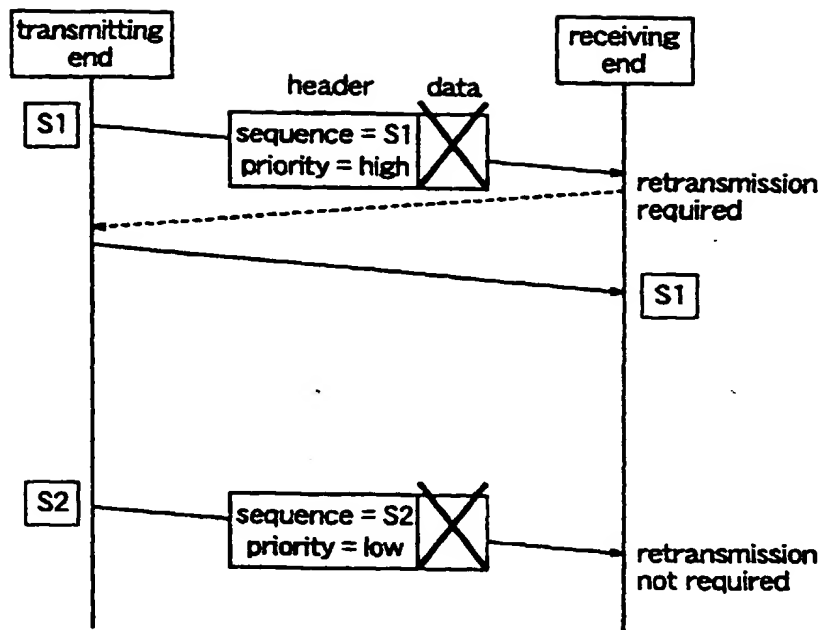 transmitting
end
receiving
end
header
data
S1
sequence = S1
priority = high
retransmission
required
S1
S2
sequence = S2
priority = low
retransmission
not required